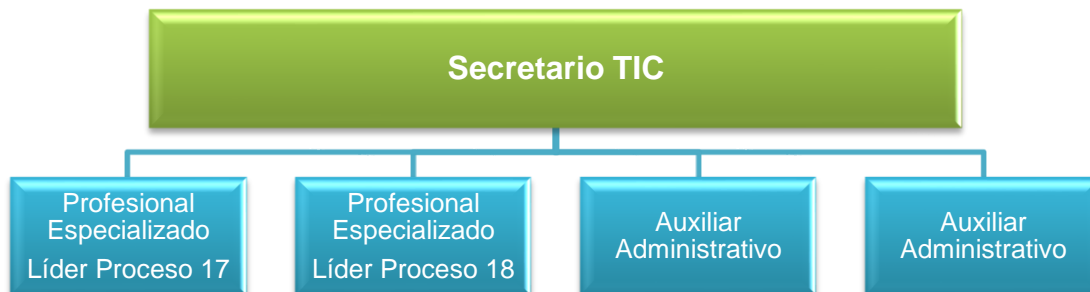 Secretario TIC
Profesional
Especializado
Líder Proceso 17
Profesional
Especializado
Líder Proceso 18
Auxiliar
Administrativo
Auxiliar
Administrativo